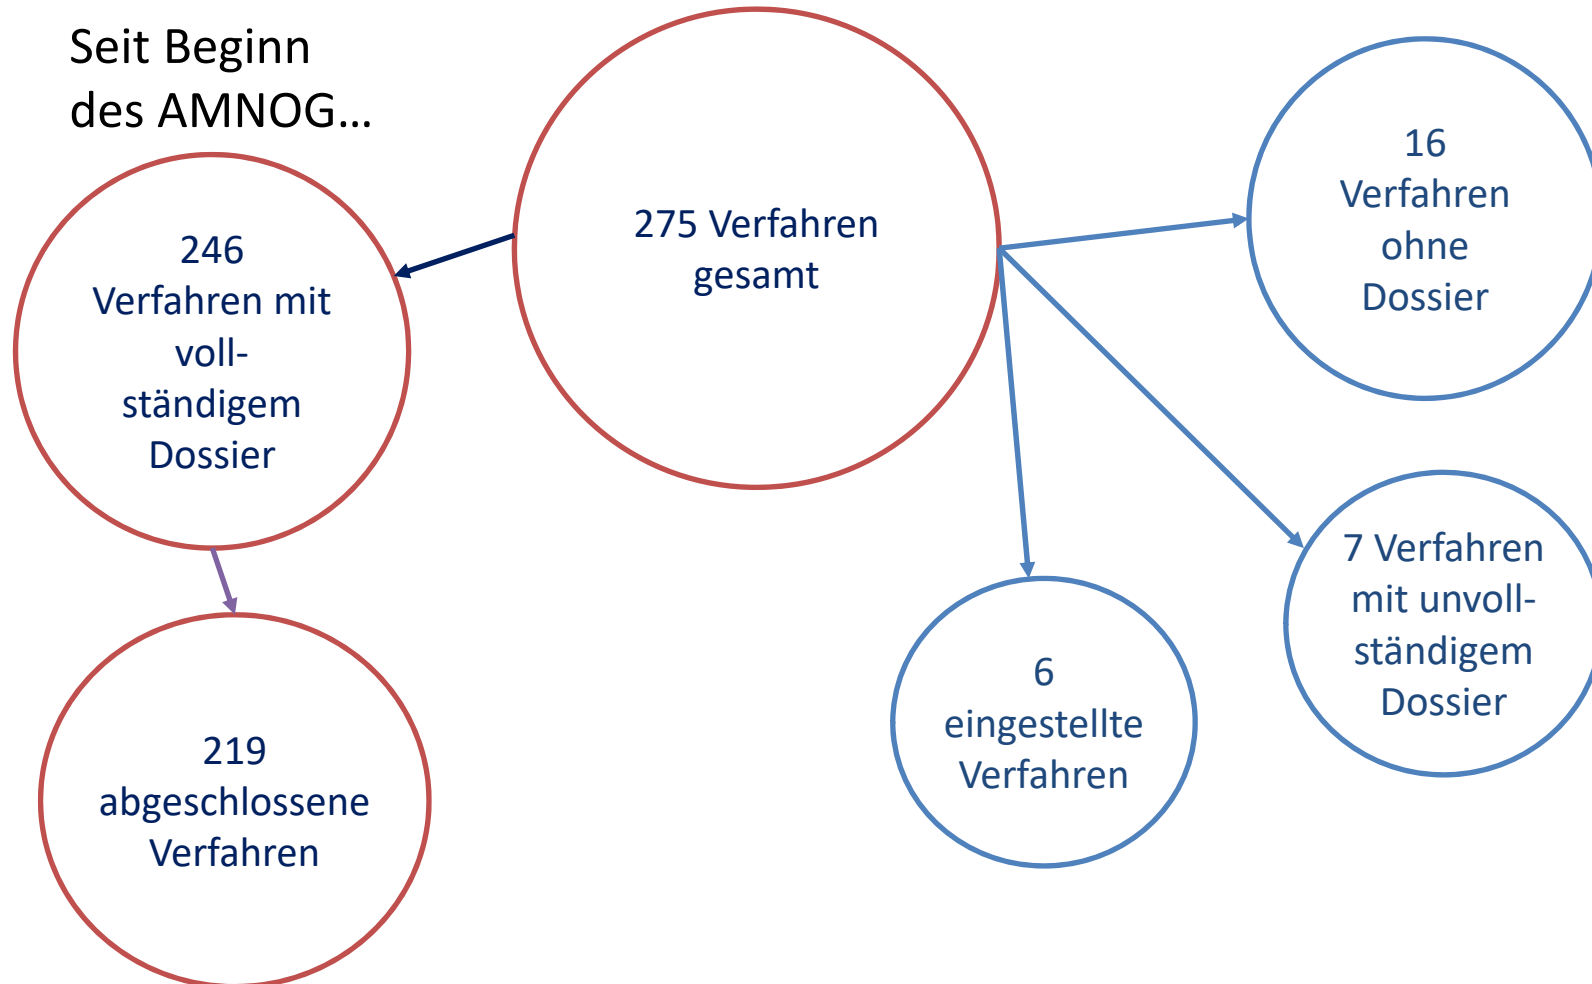 Seit Beginn
des AMNOG...
275 Verfahren
gesamt
246
Verfahren mit
voll-
ständigem
Dossier
219
abgeschlossene
Verfahren
16
Verfahren
ohne
Dossier
7 Verfahren
mit unvoll-
ständigem
Dossier
6
eingestellte
Verfahren